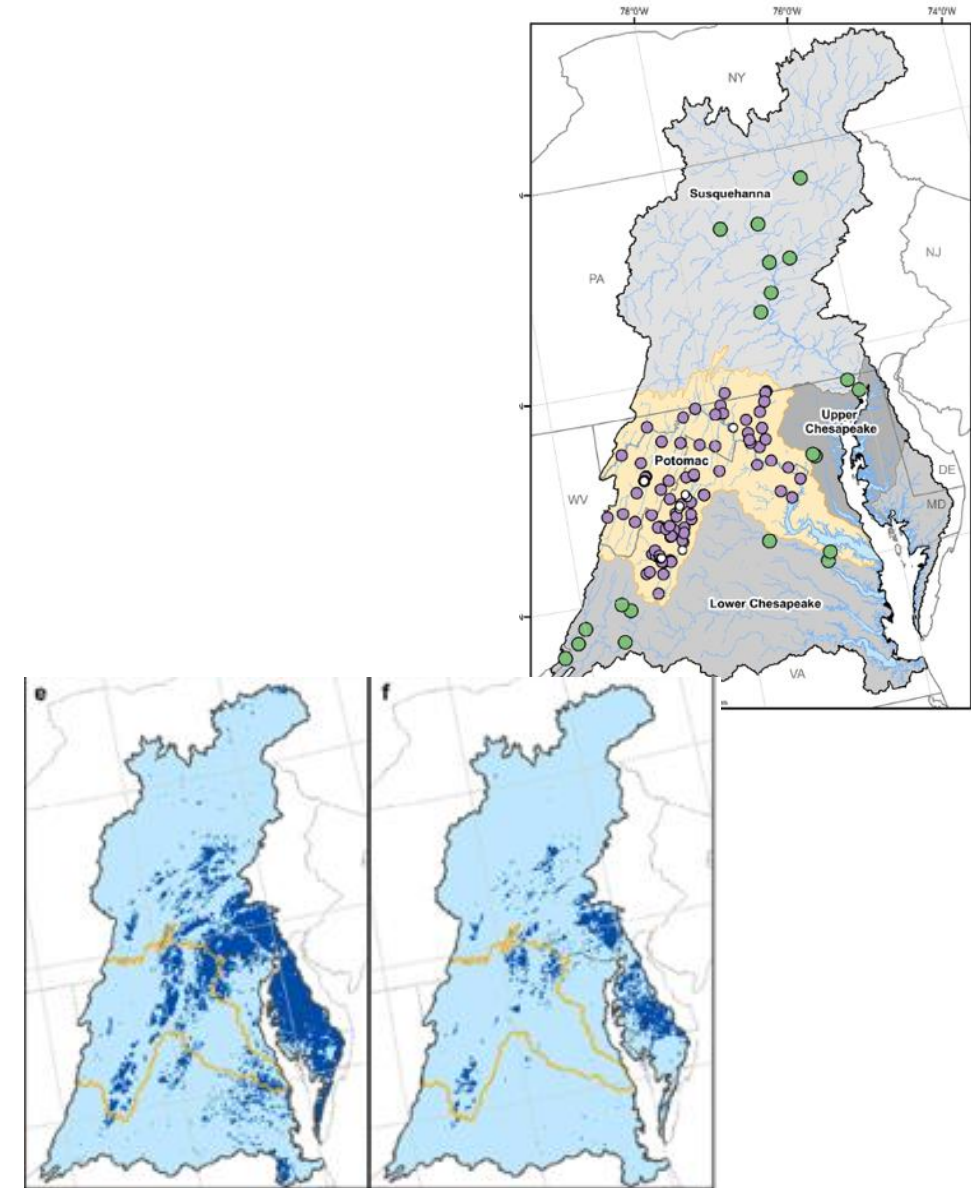 78°0'W 76°0'W 74°0'W
NY
Susquehanna
NJ
PA
Upper
Chesapeake
Potomac
DE
WV
MD
Lower Chesapeake
VA
e f